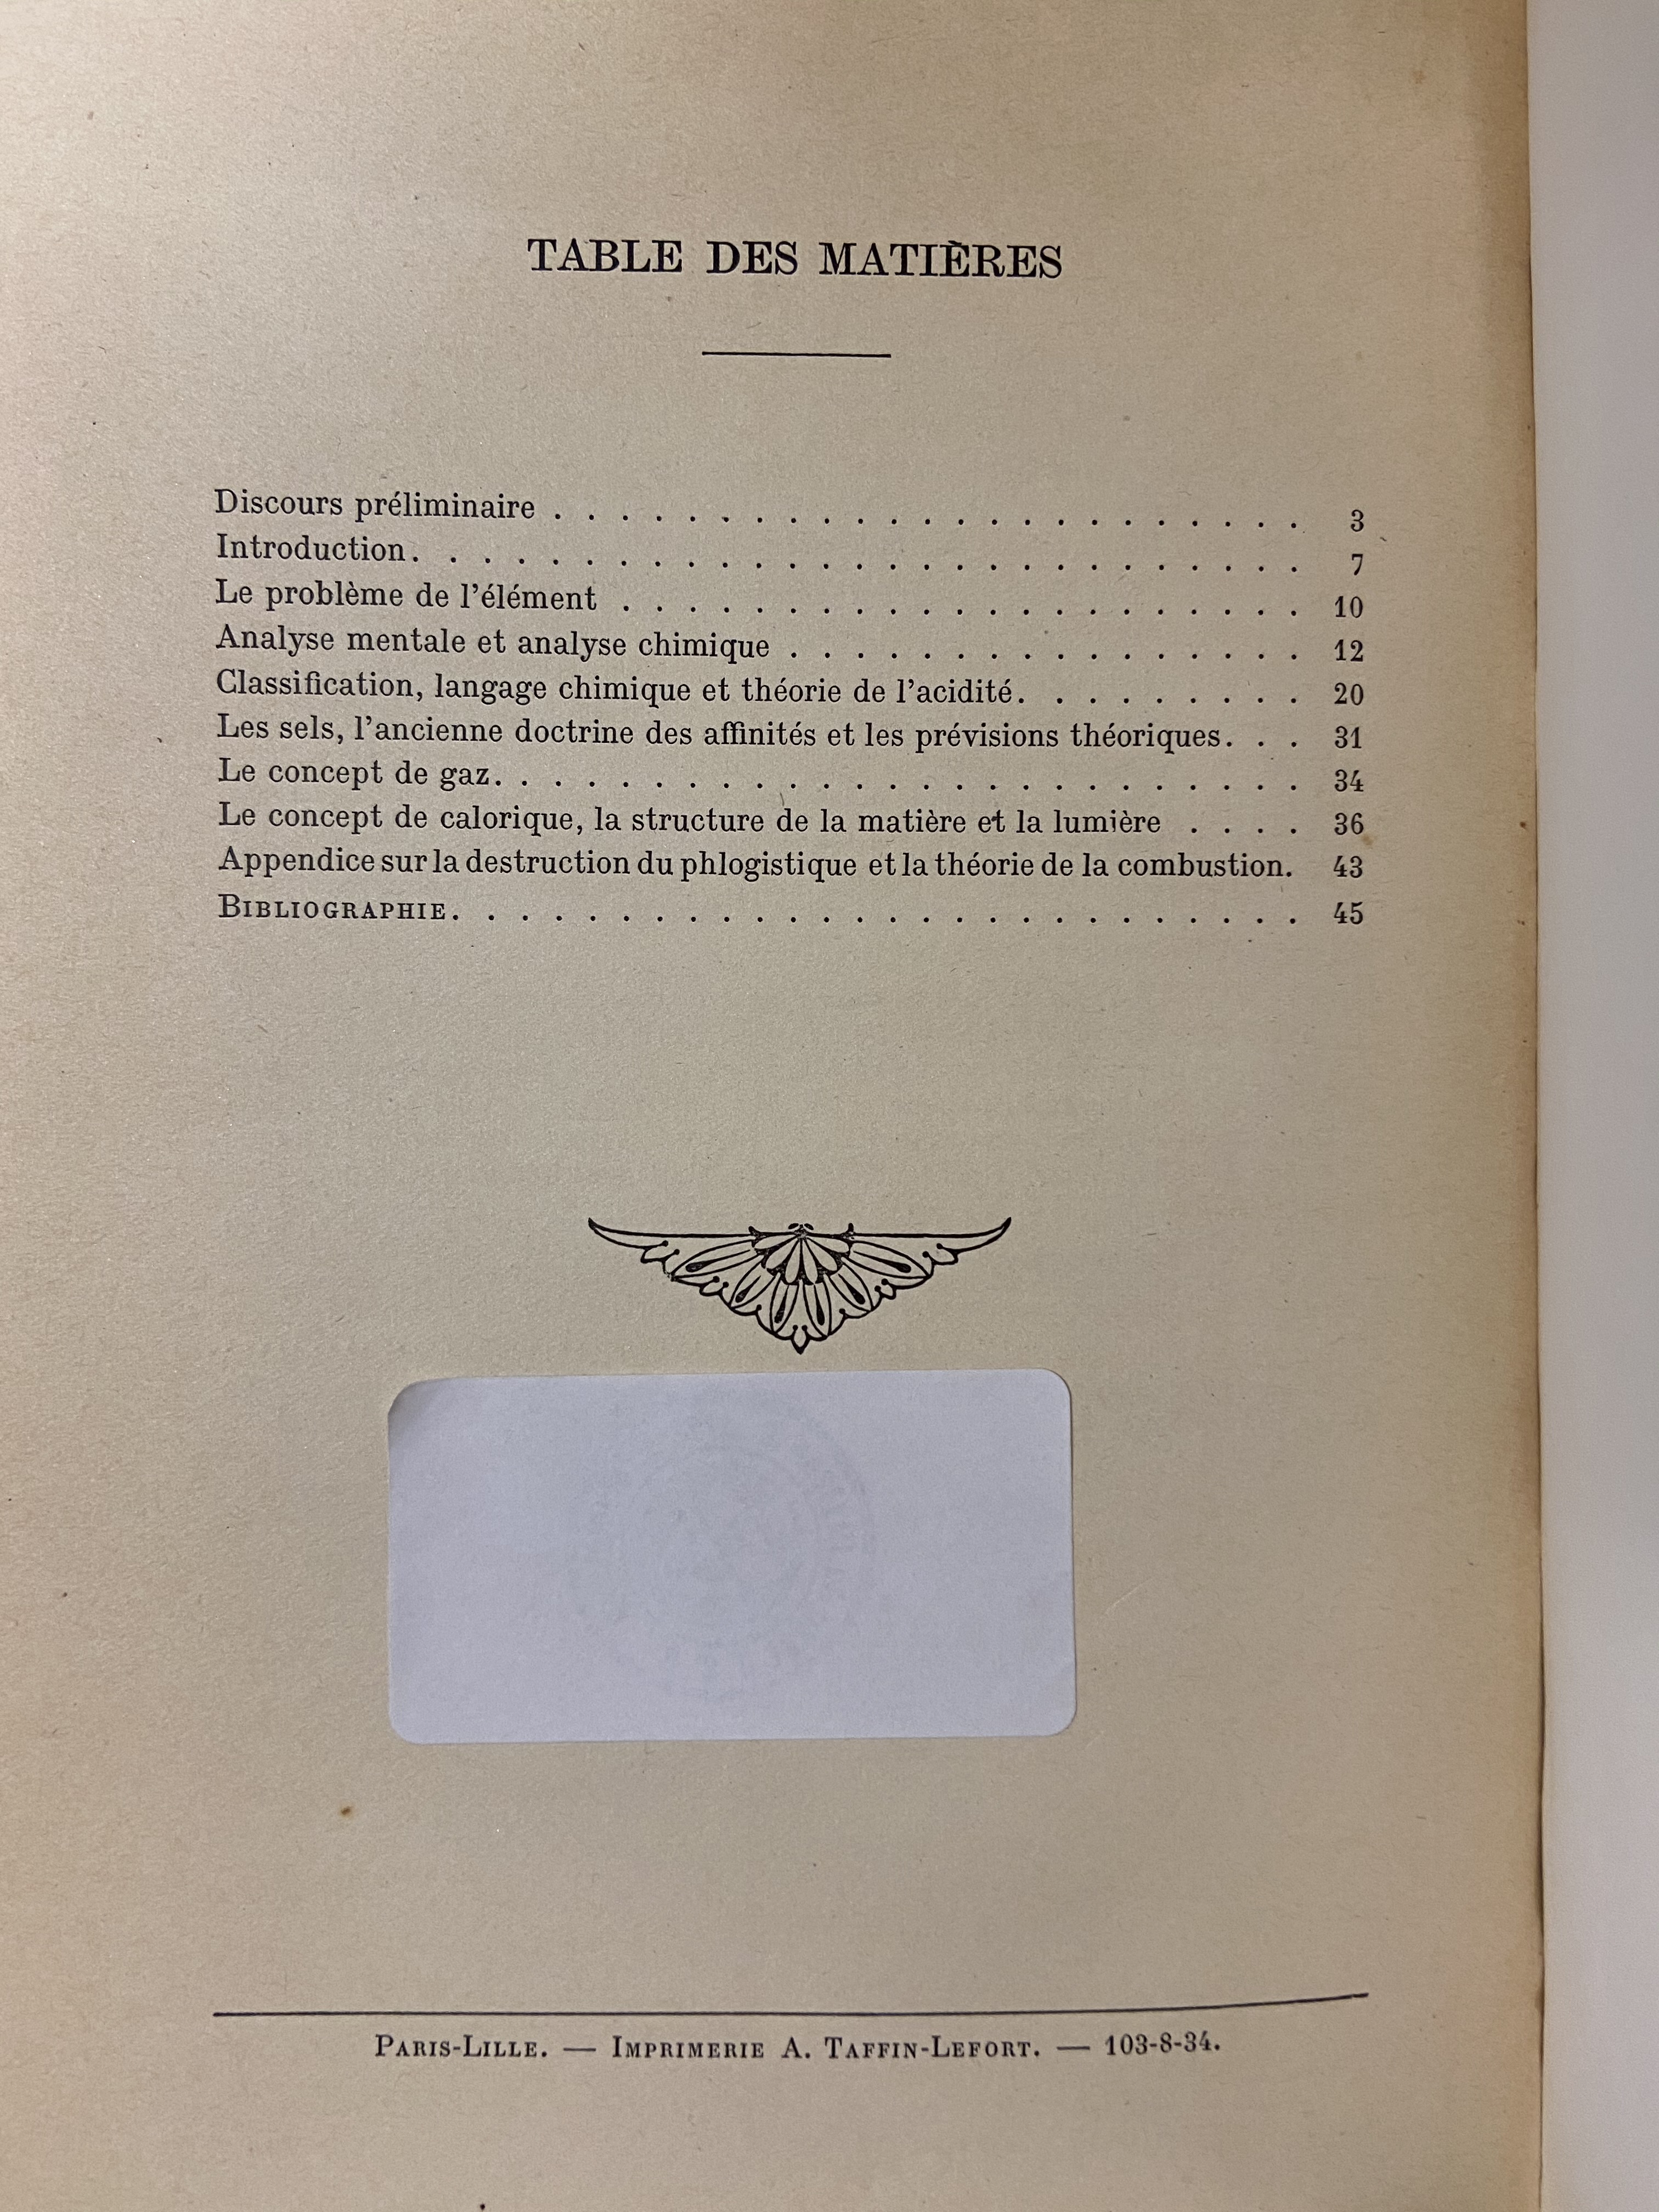 TABLE DES MATIÈRES
Discours préliminaire . . . . . . . . . . . . . . . . . . . . . . . 3
Introduction. . . . . . . . . . . . . . . . . . . . . . . . . . . 7
Le problème de l'élément . . . . . . . . . . . . . . . . . . . . . 10
Analyse mentale et analyse chimique . . . . . . . . . . . . . . . . 12
Classification, langage chimique et théorie de l'acidité. . . . . . . . . 20
Les sels, l'ancienne doctrine des affinités et les prévisions théoriques. . . 31
Le concept de gaz. . . . . . . . . . . . . . . . . . . . . . . . . 34
Le concept de calorique, la structure de la matière et la lumière . . . . 36
Appendice sur la destruction du phlogistique et la théorie de la combustion. 43
BIBLIOGRAPHIE. . . . . . . . . . . . . . . . . . . . . . . . . . 45
PARIS-LILLE. — IMPRIMERIE A. TAFFIN-LEFORT. — 103-8-34.